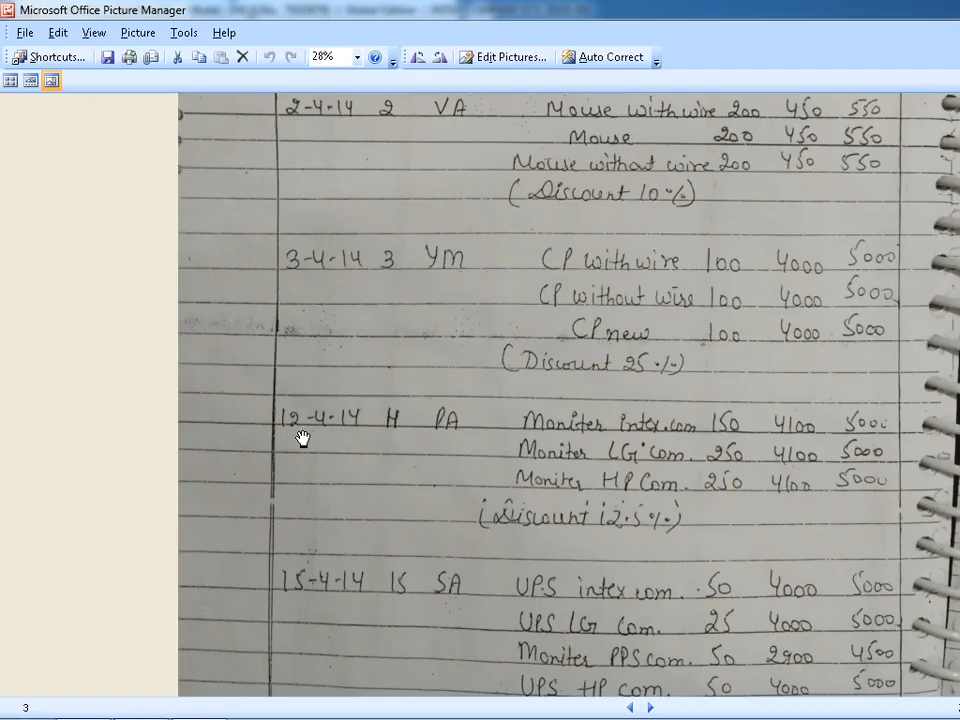 Microsoft Office Picture Manager
File Edit View Picture Tools Help
Shortcuts... 28% Edit Pictures... Auto Correct
2-4-14 2 VA Mouse with wire 200 450 550
Mouse 200 450 550
Mouse without wire 200 450 550
(Discount 10%)
3-4-14 3 YM CP with wire 100 4000 5000
CP without wire 100 4000 5000
CP new 100 4000 5000
(Discount 25%)
12-4-14 H PA Moniter intex.com 150 4100 5000
Moniter LG com. 250 4100 5000
Moniter HP Com. 250 4100 5000
(Discount 12.5%)
15-4-14 15 SA UPS intex com. 50 4000 5000
UPS LG com. 25 4000 5000
Moniter PPS com. 50 2900 4500
UPS HP com. 50 4000 5000
3